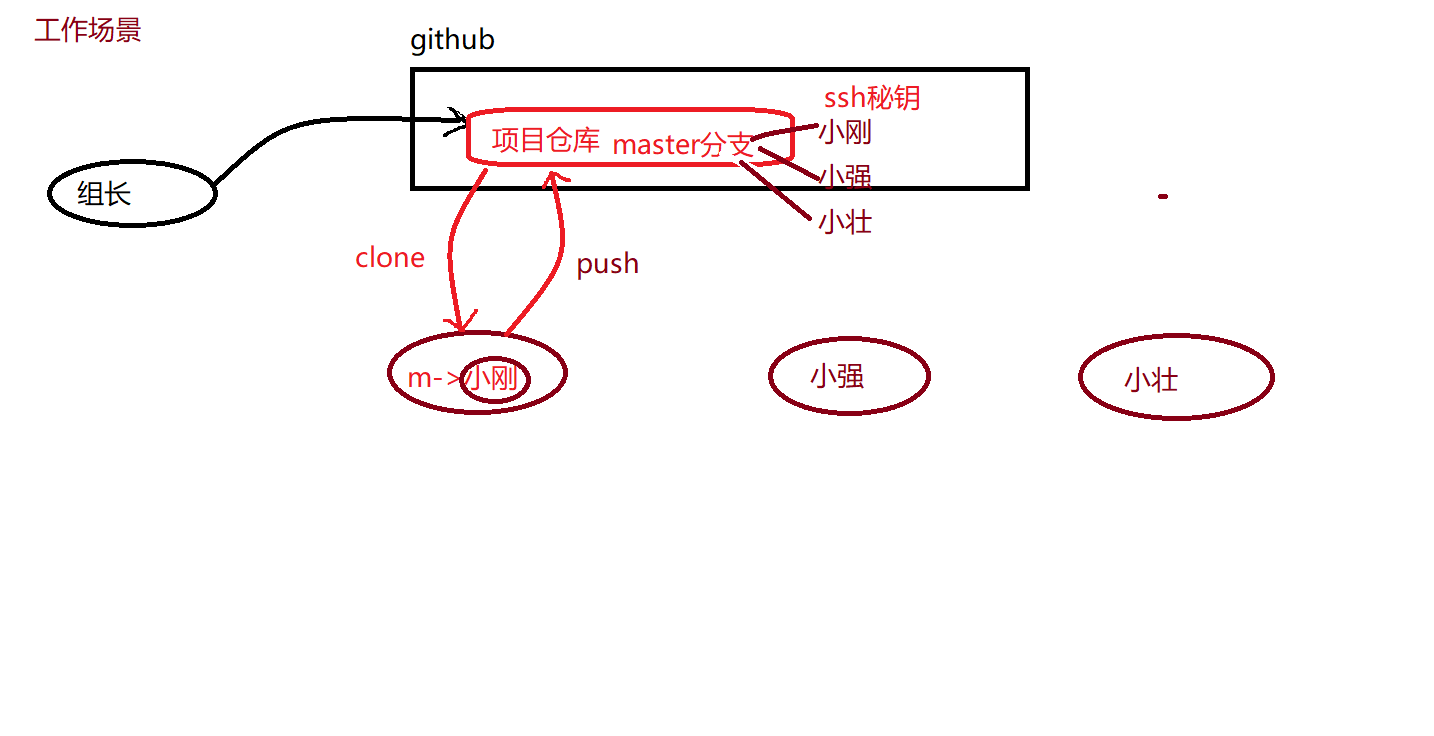 工作场景
github
ssh秘钥
项目仓库 master分支
小刚
小强
小壮
组长
clone
push
m->小刚
小强
小壮